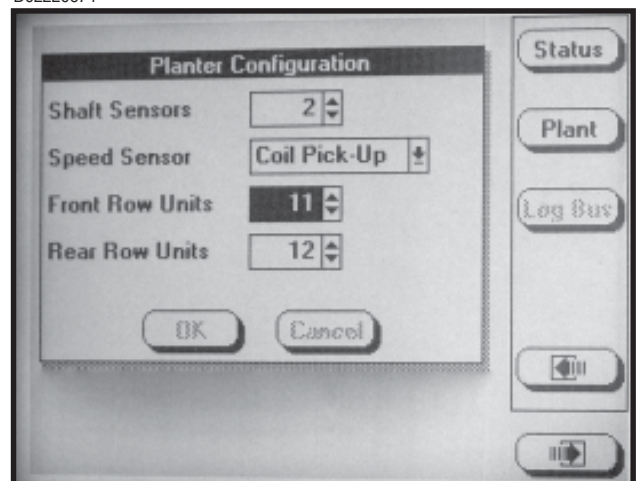 Planter Configuration
Shaft Sensors 2
Speed Sensor Coil Pick-Up
Front Row Units 11
Rear Row Units 12
OK Cancel
Status
Plant
Log Bus